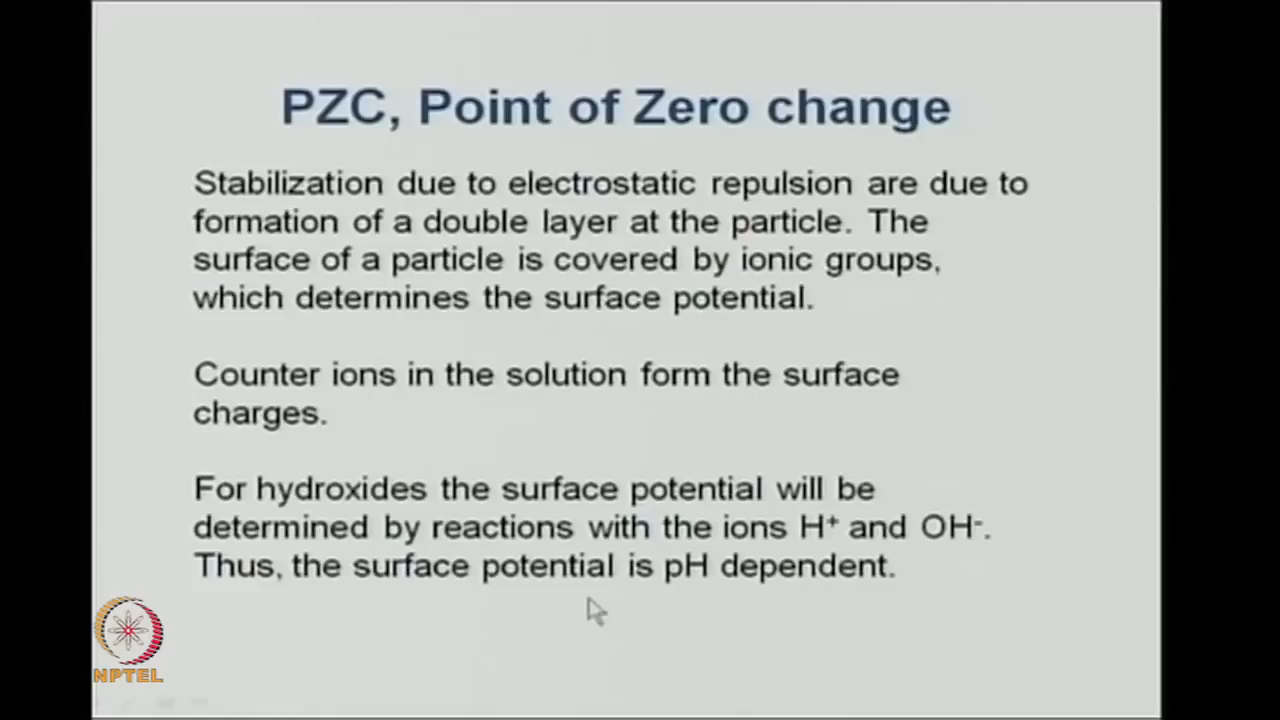 PZC, Point of Zero change
Stabilization due to electrostatic repulsion are due to
formation of a double layer at the particle. The
surface of a particle is covered by ionic groups,
which determines the surface potential.
Counter ions in the solution form the surface
charges.
For hydroxides the surface potential will be
determined by reactions with the ions H⁺ and OH⁻.
Thus, the surface potential is pH dependent.
NPTEL